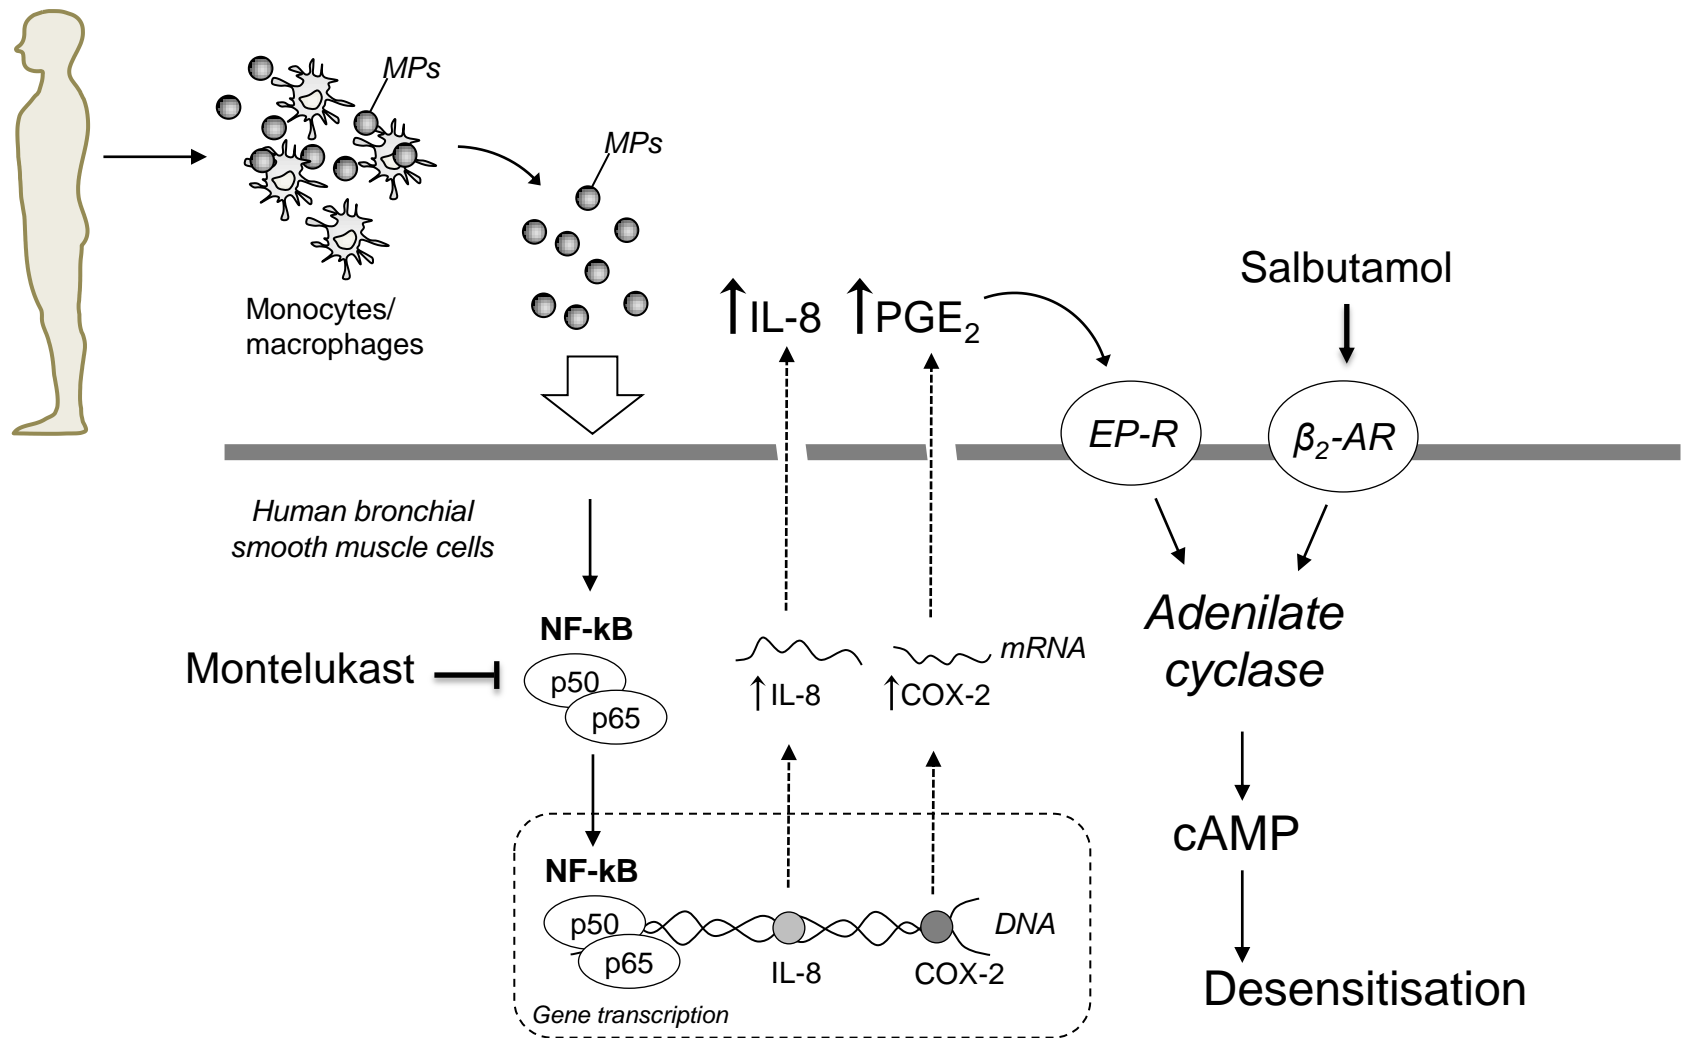 MPs
MPs
Monocytes/
macrophages
Salbutamol
↑IL-8
↑PGE₂
EP-R
β₂-AR
Human bronchial
smooth muscle cells
NF-kB
p50
p65
Montelukast
mRNA
↑IL-8
↑COX-2
Adenilate
cyclase
cAMP
NF-kB
p50
p65
DNA
IL-8
COX-2
Gene transcription
Desensitisation